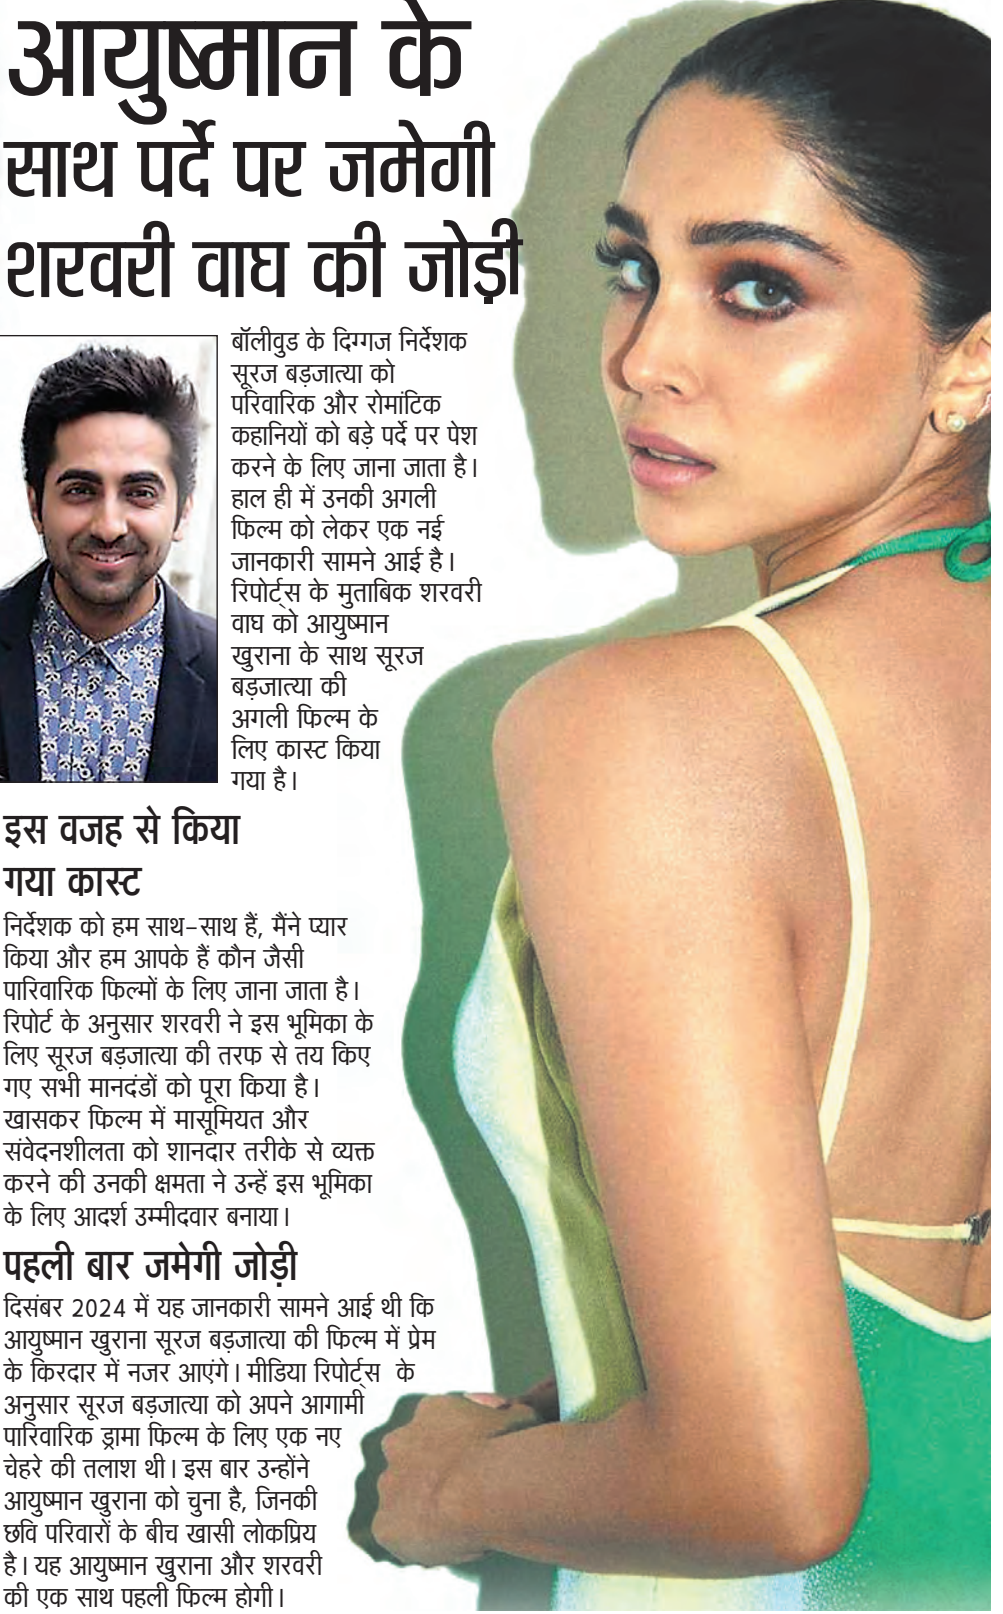 आयुष्मान के
साथ पर्दे पर जमेगी
शरवरी वाघ की जोड़ी
बॉलीवुड के दिग्गज निर्देशक
सूरज बड़जात्या को
परिवारिक और रोमांटिक
कहानियों को बड़े पर्दे पर पेश
करने के लिए जाना जाता है।
हाल ही में उनकी अगली
फिल्म को लेकर एक नई
जानकारी सामने आई है।
रिपोर्ट्स के मुताबिक शरवरी
वाघ को आयुष्मान
खुराना के साथ सूरज
बड़जात्या की
अगली फिल्म के
लिए कास्ट किया
गया है।
इस वजह से किया
गया कास्ट
निर्देशक को हम साथ-साथ हैं, मैंने प्यार
किया और हम आपके हैं कौन जैसी
पारिवारिक फिल्मों के लिए जाना जाता है।
रिपोर्ट के अनुसार शरवरी ने इस भूमिका के
लिए सूरज बड़जात्या की तरफ से तय किए
गए सभी मानदंडों को पूरा किया है।
खासकर फिल्म में मासूमियत और
संवेदनशीलता को शानदार तरीके से व्यक्त
करने की उनकी क्षमता ने उन्हें इस भूमिका
के लिए आदर्श उम्मीदवार बनाया।
पहली बार जमेगी जोड़ी
दिसंबर 2024 में यह जानकारी सामने आई थी कि
आयुष्मान खुराना सूरज बड़जात्या की फिल्म में प्रेम
के किरदार में नजर आएंगे। मीडिया रिपोर्ट्स के
अनुसार सूरज बड़जात्या को अपने आगामी
पारिवारिक ड्रामा फिल्म के लिए एक नए
चेहरे की तलाश थी। इस बार उन्होंने
आयुष्मान खुराना को चुना है, जिनकी
छवि परिवारों के बीच खासी लोकप्रिय
है। यह आयुष्मान खुराना और शरवरी
की एक साथ पहली फिल्म होगी।